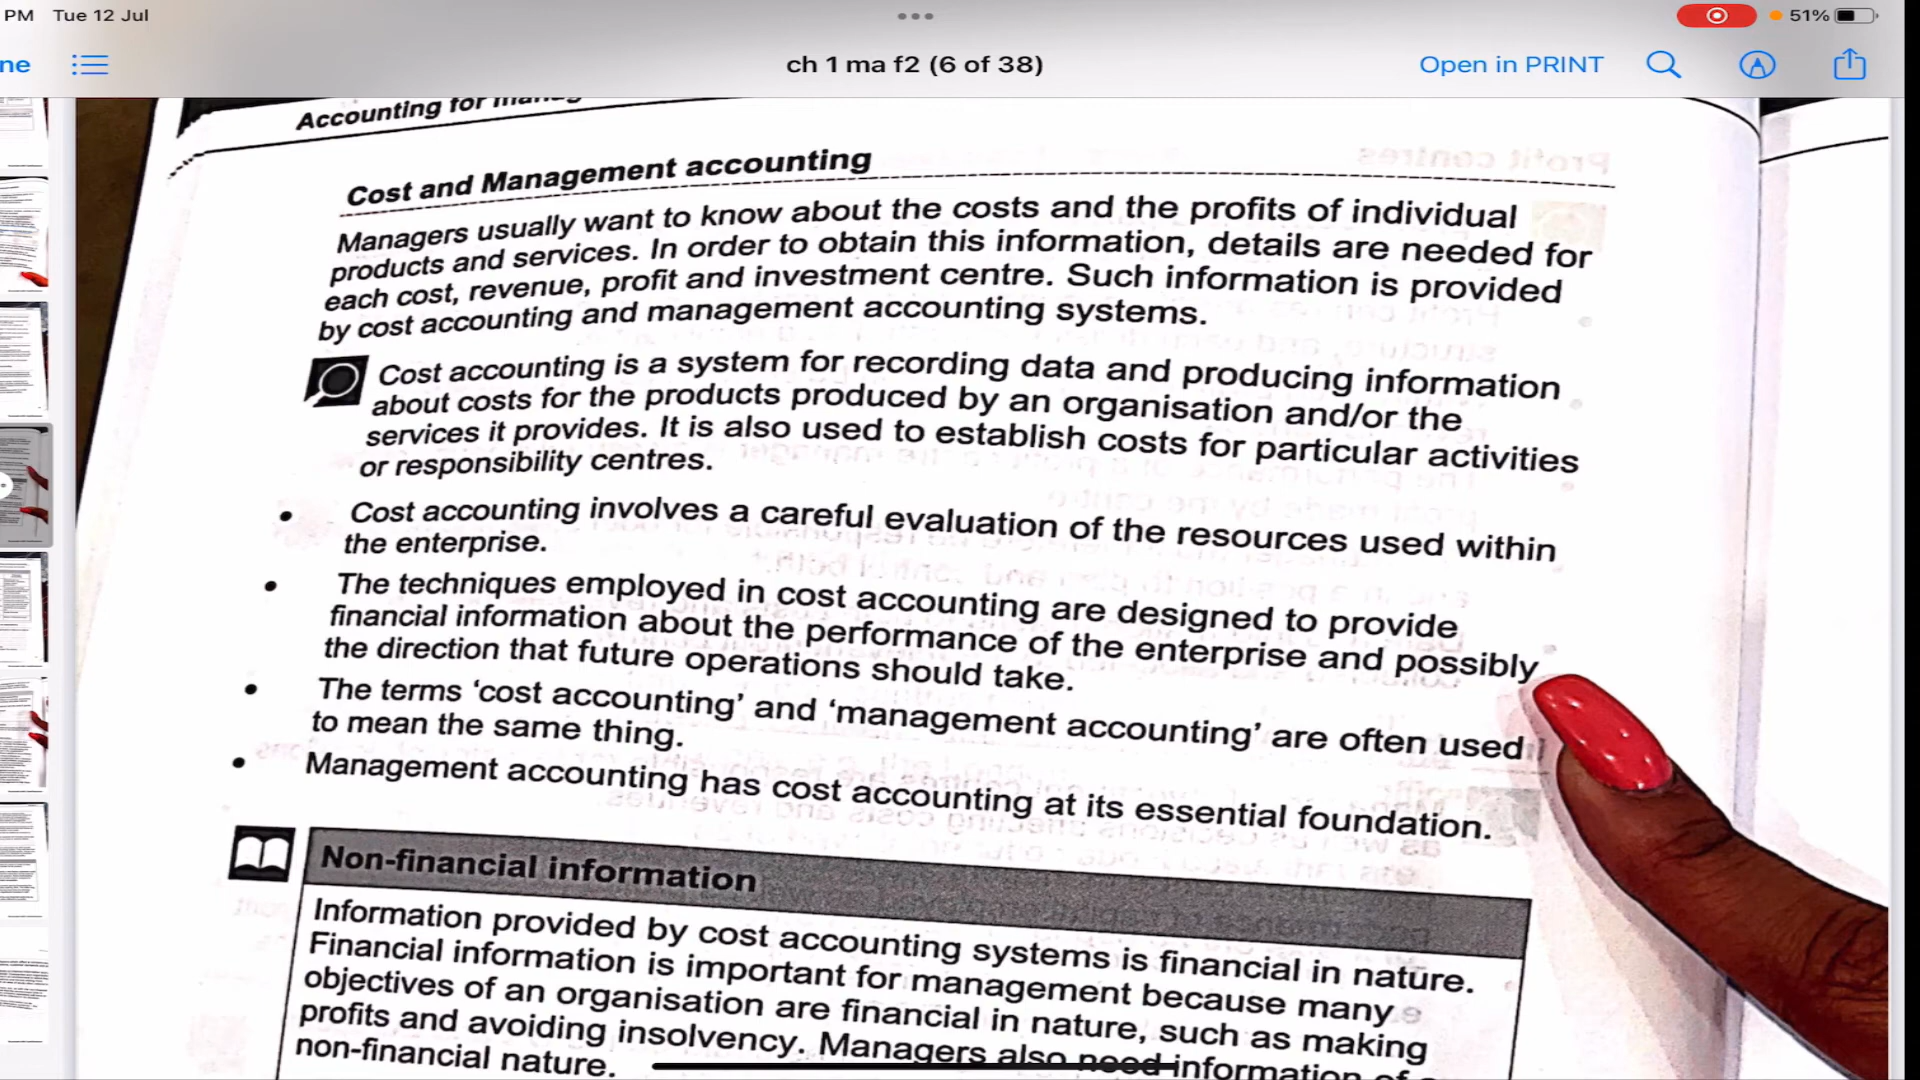 PM Tue 12 Jul
51%
ne
ch 1 ma f2 (6 of 38)
Open in PRINT
Accounting for
Profit centres
Cost and Management accounting
Managers usually want to know about the costs and the profits of individual
products and services. In order to obtain this information, details are needed for
each cost, revenue, profit and investment centre. Such information is provided
by cost accounting and management accounting systems.
Cost accounting is a system for recording data and producing information
about costs for the products produced by an organisation and/or the
services it provides. It is also used to establish costs for particular activities
or responsibility centres.
• Cost accounting involves a careful evaluation of the resources used within
the enterprise.
• The techniques employed in cost accounting are designed to provide
financial information about the performance of the enterprise and possibly
the direction that future operations should take.
• The terms ‘cost accounting’ and ‘management accounting’ are often used
to mean the same thing.
• Management accounting has cost accounting at its essential foundation.
Non-financial information
Information provided by cost accounting systems is financial in nature.
Financial information is important for management because many
objectives of an organisation are financial in nature, such as making
profits and avoiding insolvency. Managers also need information of
non-financial nature.